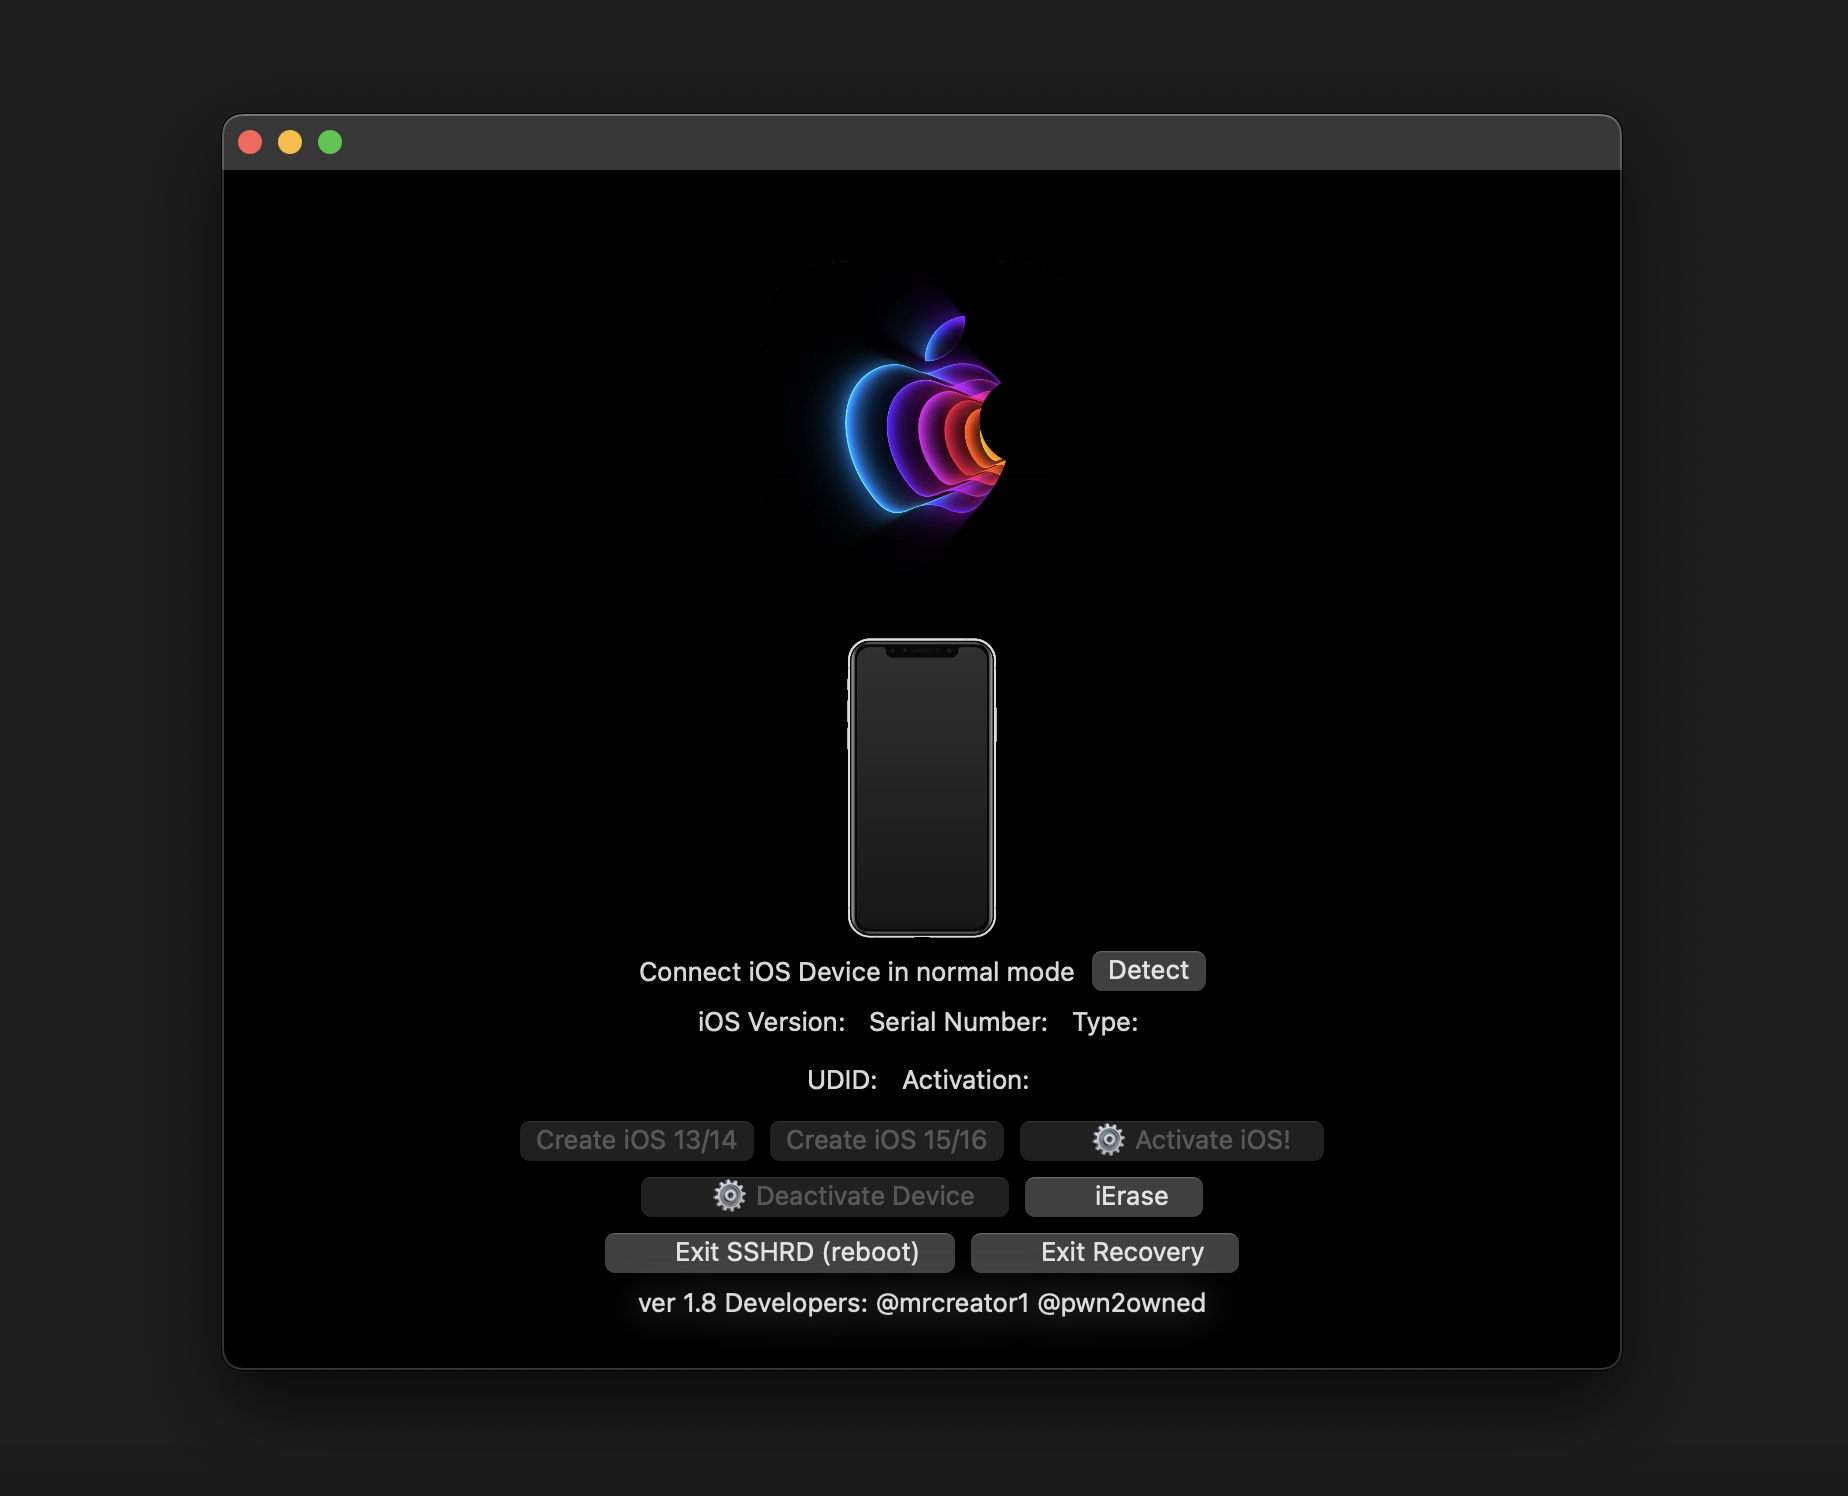 Connect iOS Device in normal mode Detect
iOS Version: Serial Number: Type:
UDID: Activation:
Create iOS 13/14 Create iOS 15/16 Activate iOS!
Deactivate Device iErase
Exit SSHRD (reboot) Exit Recovery
ver 1.8 Developers: @mrcreator1 @pwn2owned